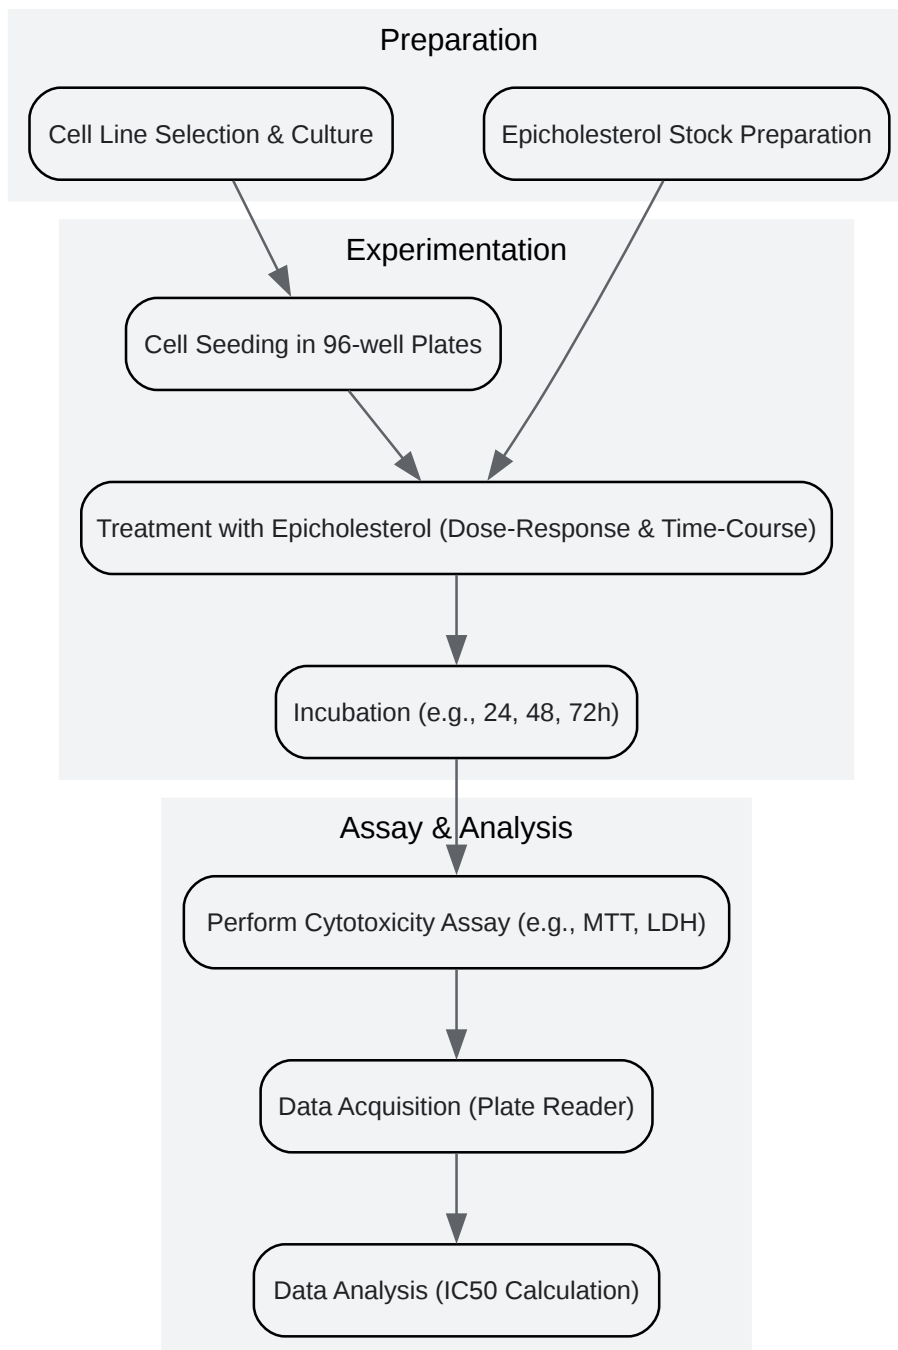 Preparation
Cell Line Selection & Culture
Epicholesterol Stock Preparation
Experimentation
Cell Seeding in 96-well Plates
Treatment with Epicholesterol (Dose-Response & Time-Course)
Incubation (e.g., 24, 48, 72h)
Assay & Analysis
Perform Cytotoxicity Assay (e.g., MTT, LDH)
Data Acquisition (Plate Reader)
Data Analysis (IC50 Calculation)